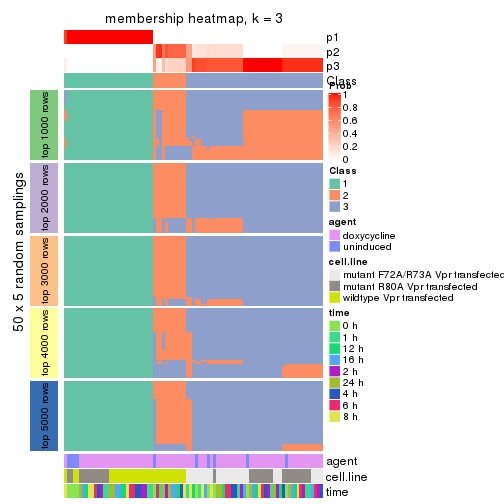 membership heatmap, k = 3
p1
p2
p3
Class
Prob
1
0.8
0.6
0.4
0.2
0
Class
1
2
3
agent
doxycycline
uninduced
cell.line
mutant F72A/R73A Vpr transfected
mutant R80A Vpr transfected
wildtype Vpr transfected
time
0 h
1 h
12 h
16 h
2 h
24 h
4 h
6 h
8 h
50 x 5 random samplings
top 1000 rows
top 2000 rows
top 3000 rows
top 4000 rows
top 5000 rows
agent
cell.line
time